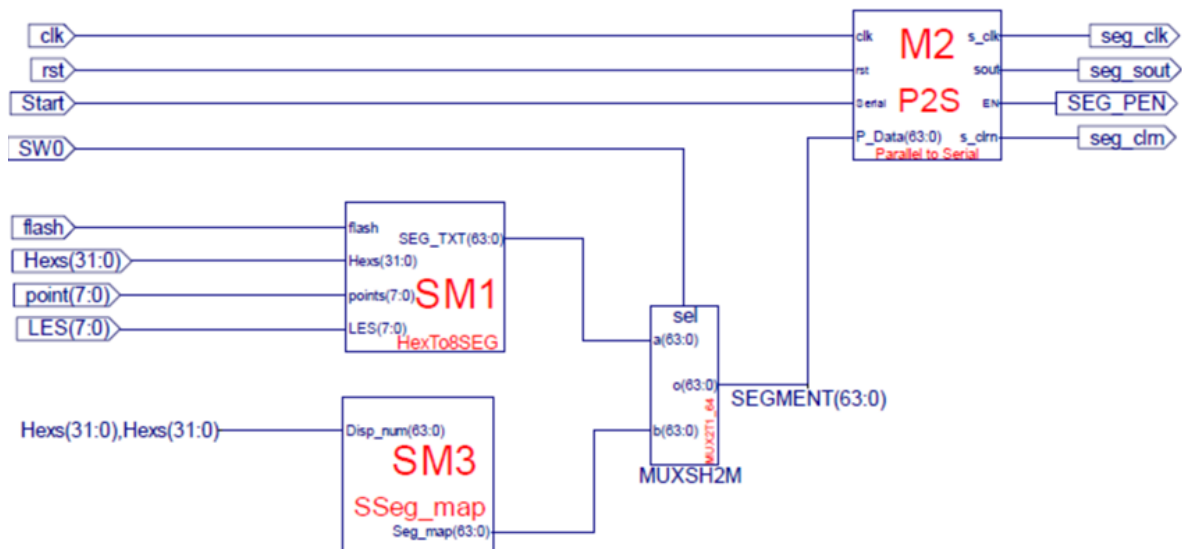 clk
rst
Start
SW0
flash
Hexs(31:0)
point(7:0)
LES(7:0)
Hexs(31:0),Hexs(31:0)
flash
SEG_TXT(63:0)
Hexs(31:0)
points(7:0)
SM1
LES(7:0)
HexTo8SEG
Disp_num(63:0)
SM3
SSeg_map
Seg_map(63:0)
sel
a(63:0)
o(63:0)
b(63:0)
MUX2T1_64
MUXSH2M
SEGMENT(63:0)
clk
M2
s_clk
rst
sout
Serial
P2S
EN
P_Data(63:0)
s_clrn
Parallel to Serial
seg_clk
seg_sout
SEG_PEN
seg_clrn